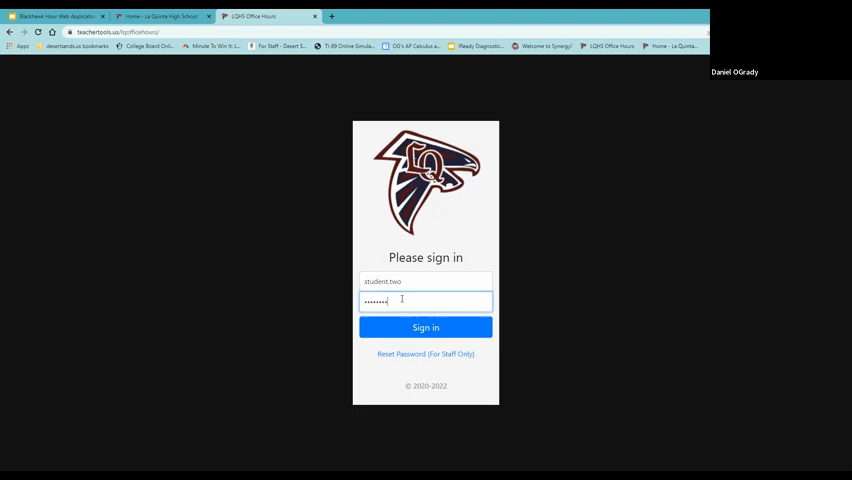 Blackhawk Hour Web Application
Home - La Quinta High School
LQHS Office Hours
teachertools.us/lqofficehours/
Apps
desertsands.us bookmarks
College Board Onl...
Minute To Win It: I...
For Staff - Desert S...
TI-89 Online Simula...
OG's AP Calculus a...
iReady Diagnostic...
Welcome to Synergy!
LQHS Office Hours
Home - La Quinta...
Daniel OGrady
LQ
Please sign in
student.two
••••••••
Sign in
Reset Password (For Staff Only)
© 2020-2022